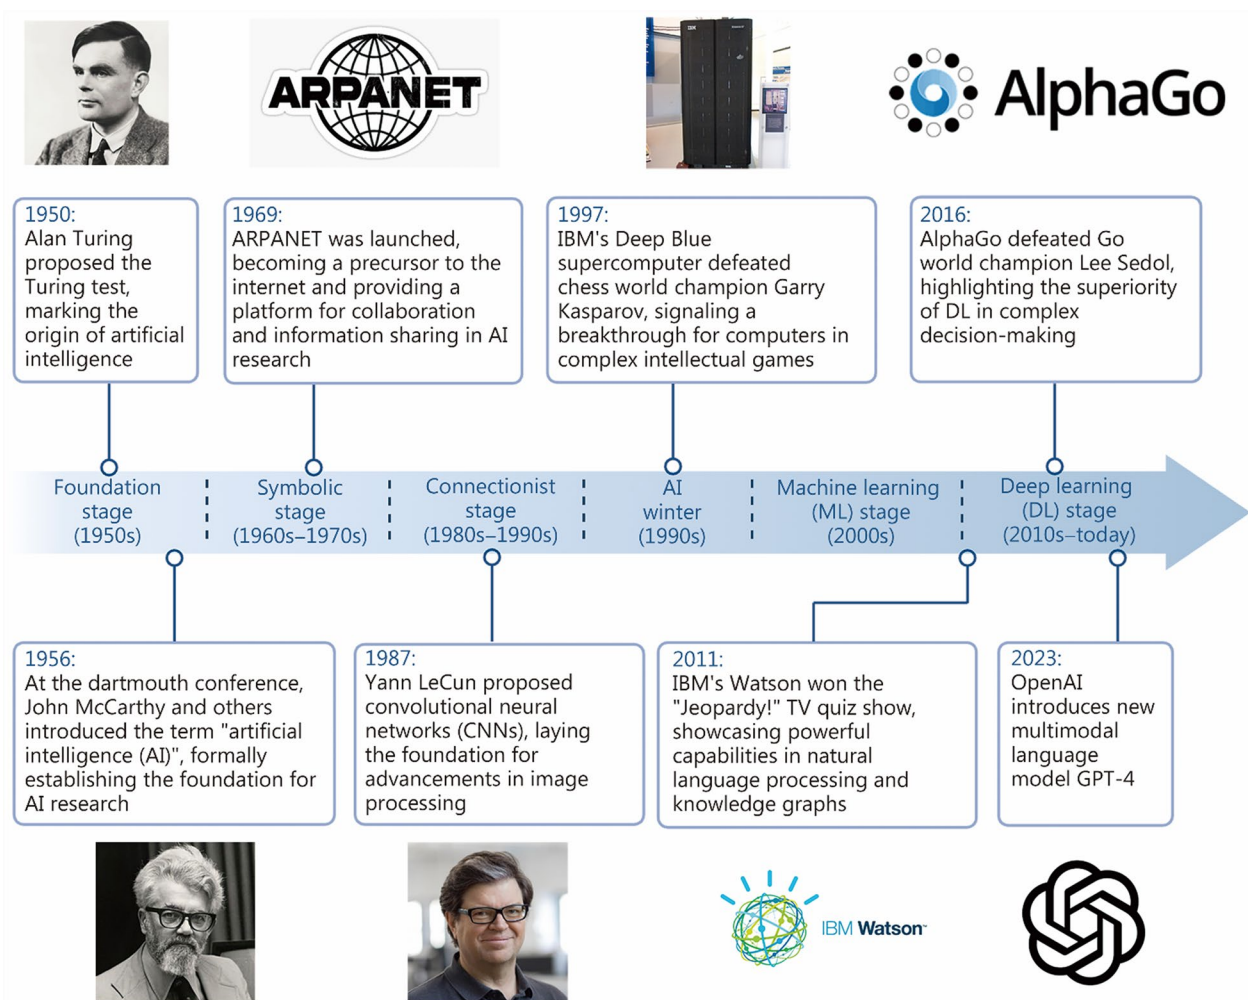 ARPANET
AlphaGo
1950:
Alan Turing
proposed the
Turing test,
marking the
origin of artificial
intelligence
1969:
ARPANET was launched,
becoming a precursor to the
internet and providing a
platform for collaboration
and information sharing in AI
research
1997:
IBM's Deep Blue
supercomputer defeated
chess world champion Garry
Kasparov, signaling a
breakthrough for computers in
complex intellectual games
2016:
AlphaGo defeated Go
world champion Lee Sedol,
highlighting the superiority
of DL in complex
decision-making
Foundation
stage
(1950s)
Symbolic
stage
(1960s–1970s)
Connectionist
stage
(1980s–1990s)
AI
winter
(1990s)
Machine learning
(ML) stage
(2000s)
Deep learning
(DL) stage
(2010s–today)
1956:
At the dartmouth conference,
John McCarthy and others
introduced the term "artificial
intelligence (AI)", formally
establishing the foundation for
AI research
1987:
Yann LeCun proposed
convolutional neural
networks (CNNs), laying
the foundation for
advancements in image
processing
2011:
IBM's Watson won the
"Jeopardy!" TV quiz show,
showcasing powerful
capabilities in natural
language processing and
knowledge graphs
2023:
OpenAI
introduces new
multimodal
language
model GPT-4
IBM Watson™